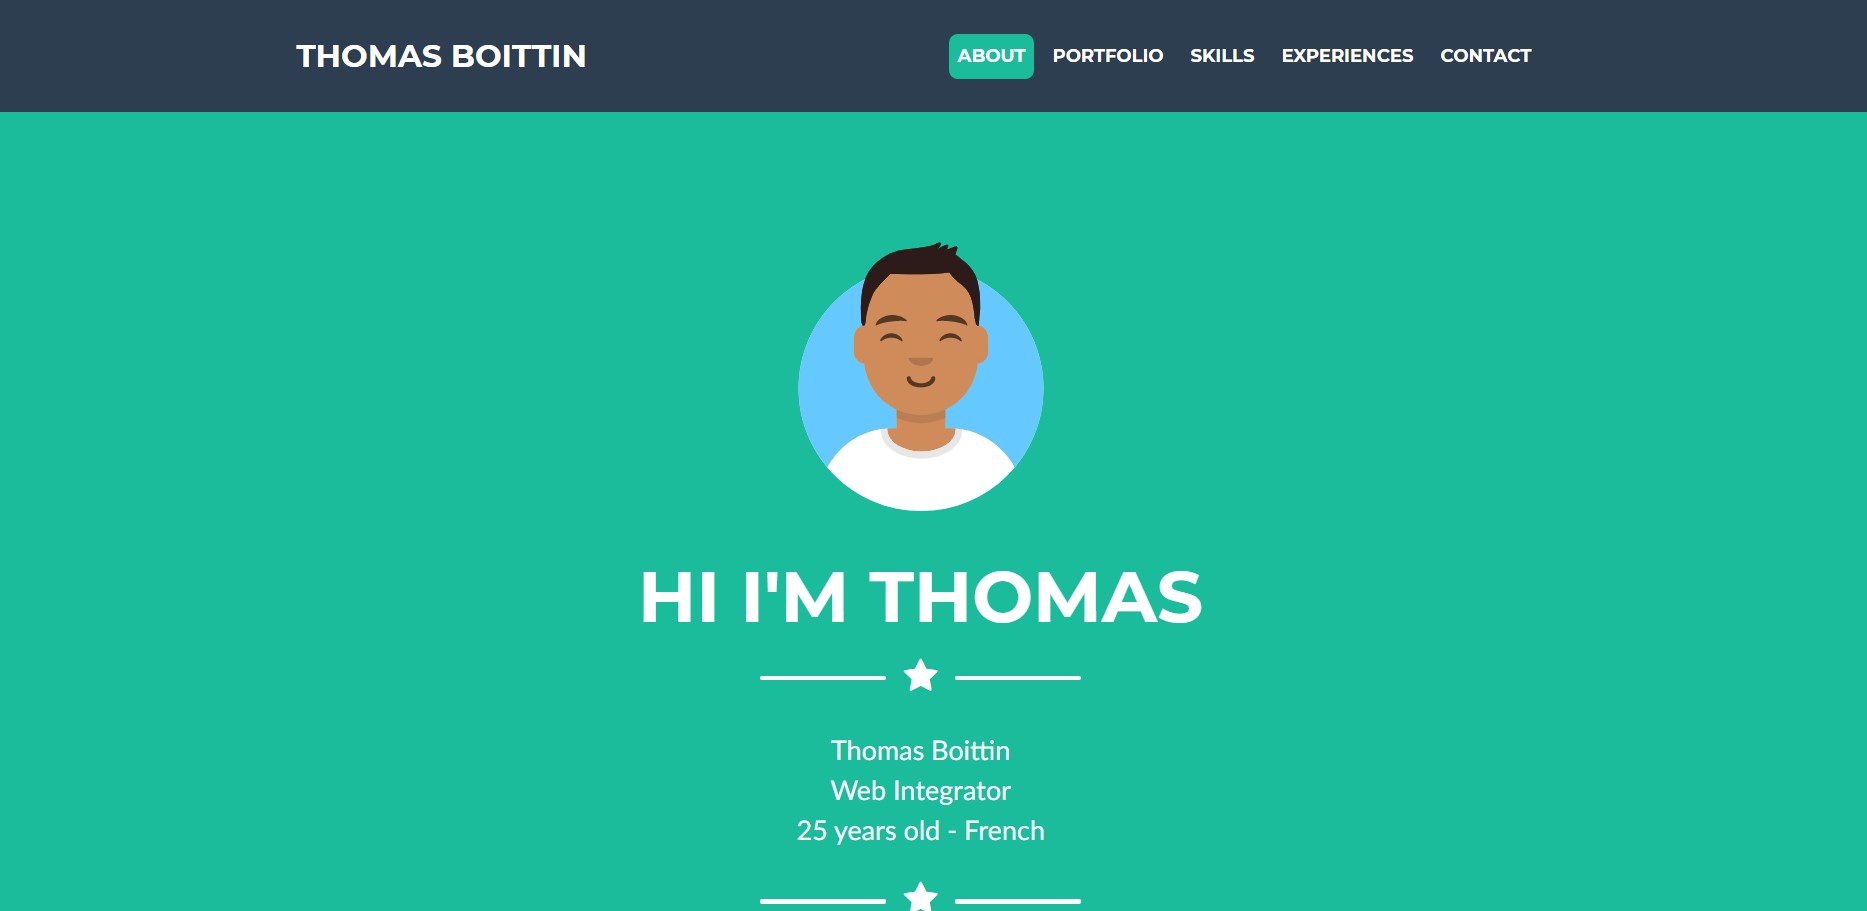 THOMAS BOITTIN
ABOUT PORTFOLIO SKILLS EXPERIENCES CONTACT
HI I'M THOMAS
Thomas Boittin
Web Integrator
25 years old - French